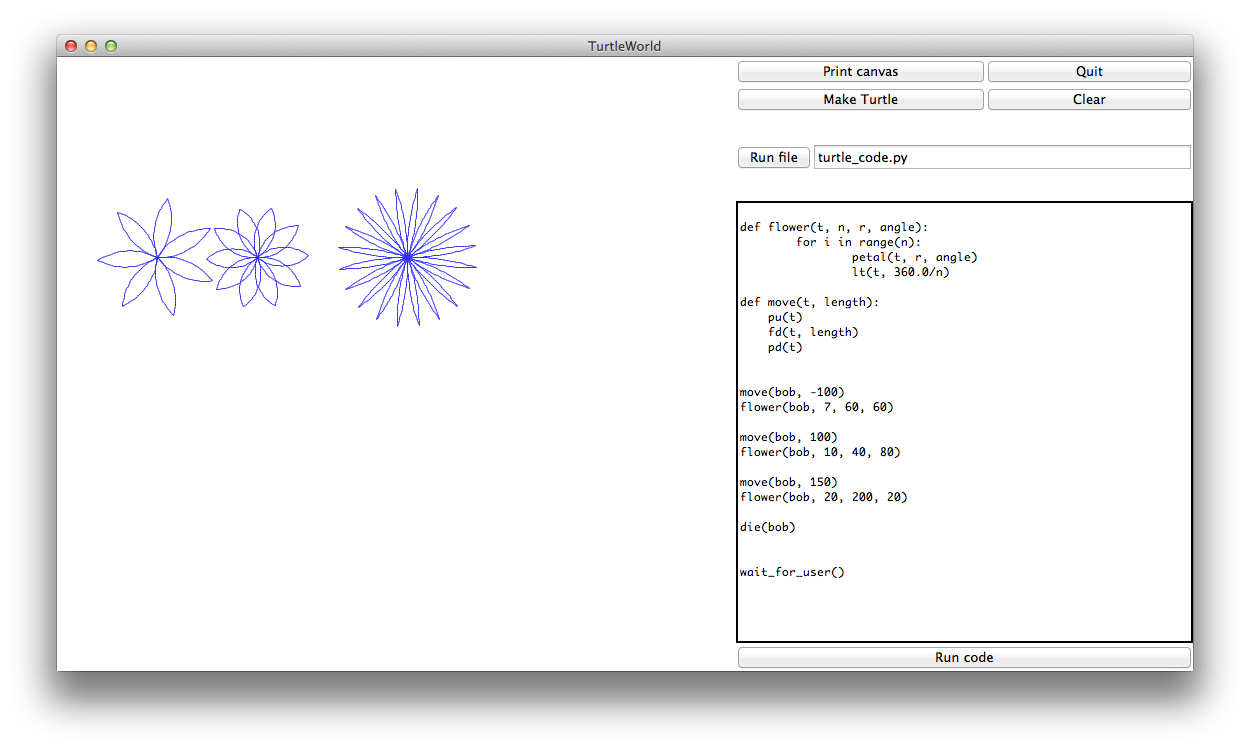 TurtleWorld
Print canvas
Quit
Make Turtle
Clear
Run file
turtle_code.py
def flower(t, n, r, angle):
        for i in range(n):
                petal(t, r, angle)
                lt(t, 360.0/n)
def move(t, length):
    pu(t)
    fd(t, length)
    pd(t)
move(bob, -100)
flower(bob, 7, 60, 60)
move(bob, 100)
flower(bob, 10, 40, 80)
move(bob, 150)
flower(bob, 20, 200, 20)
die(bob)
wait_for_user()
Run code